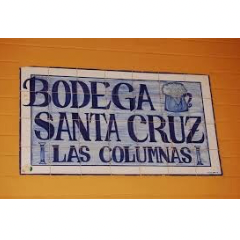 BODEGA
SANTA CRUZ
LAS COLUMNAS